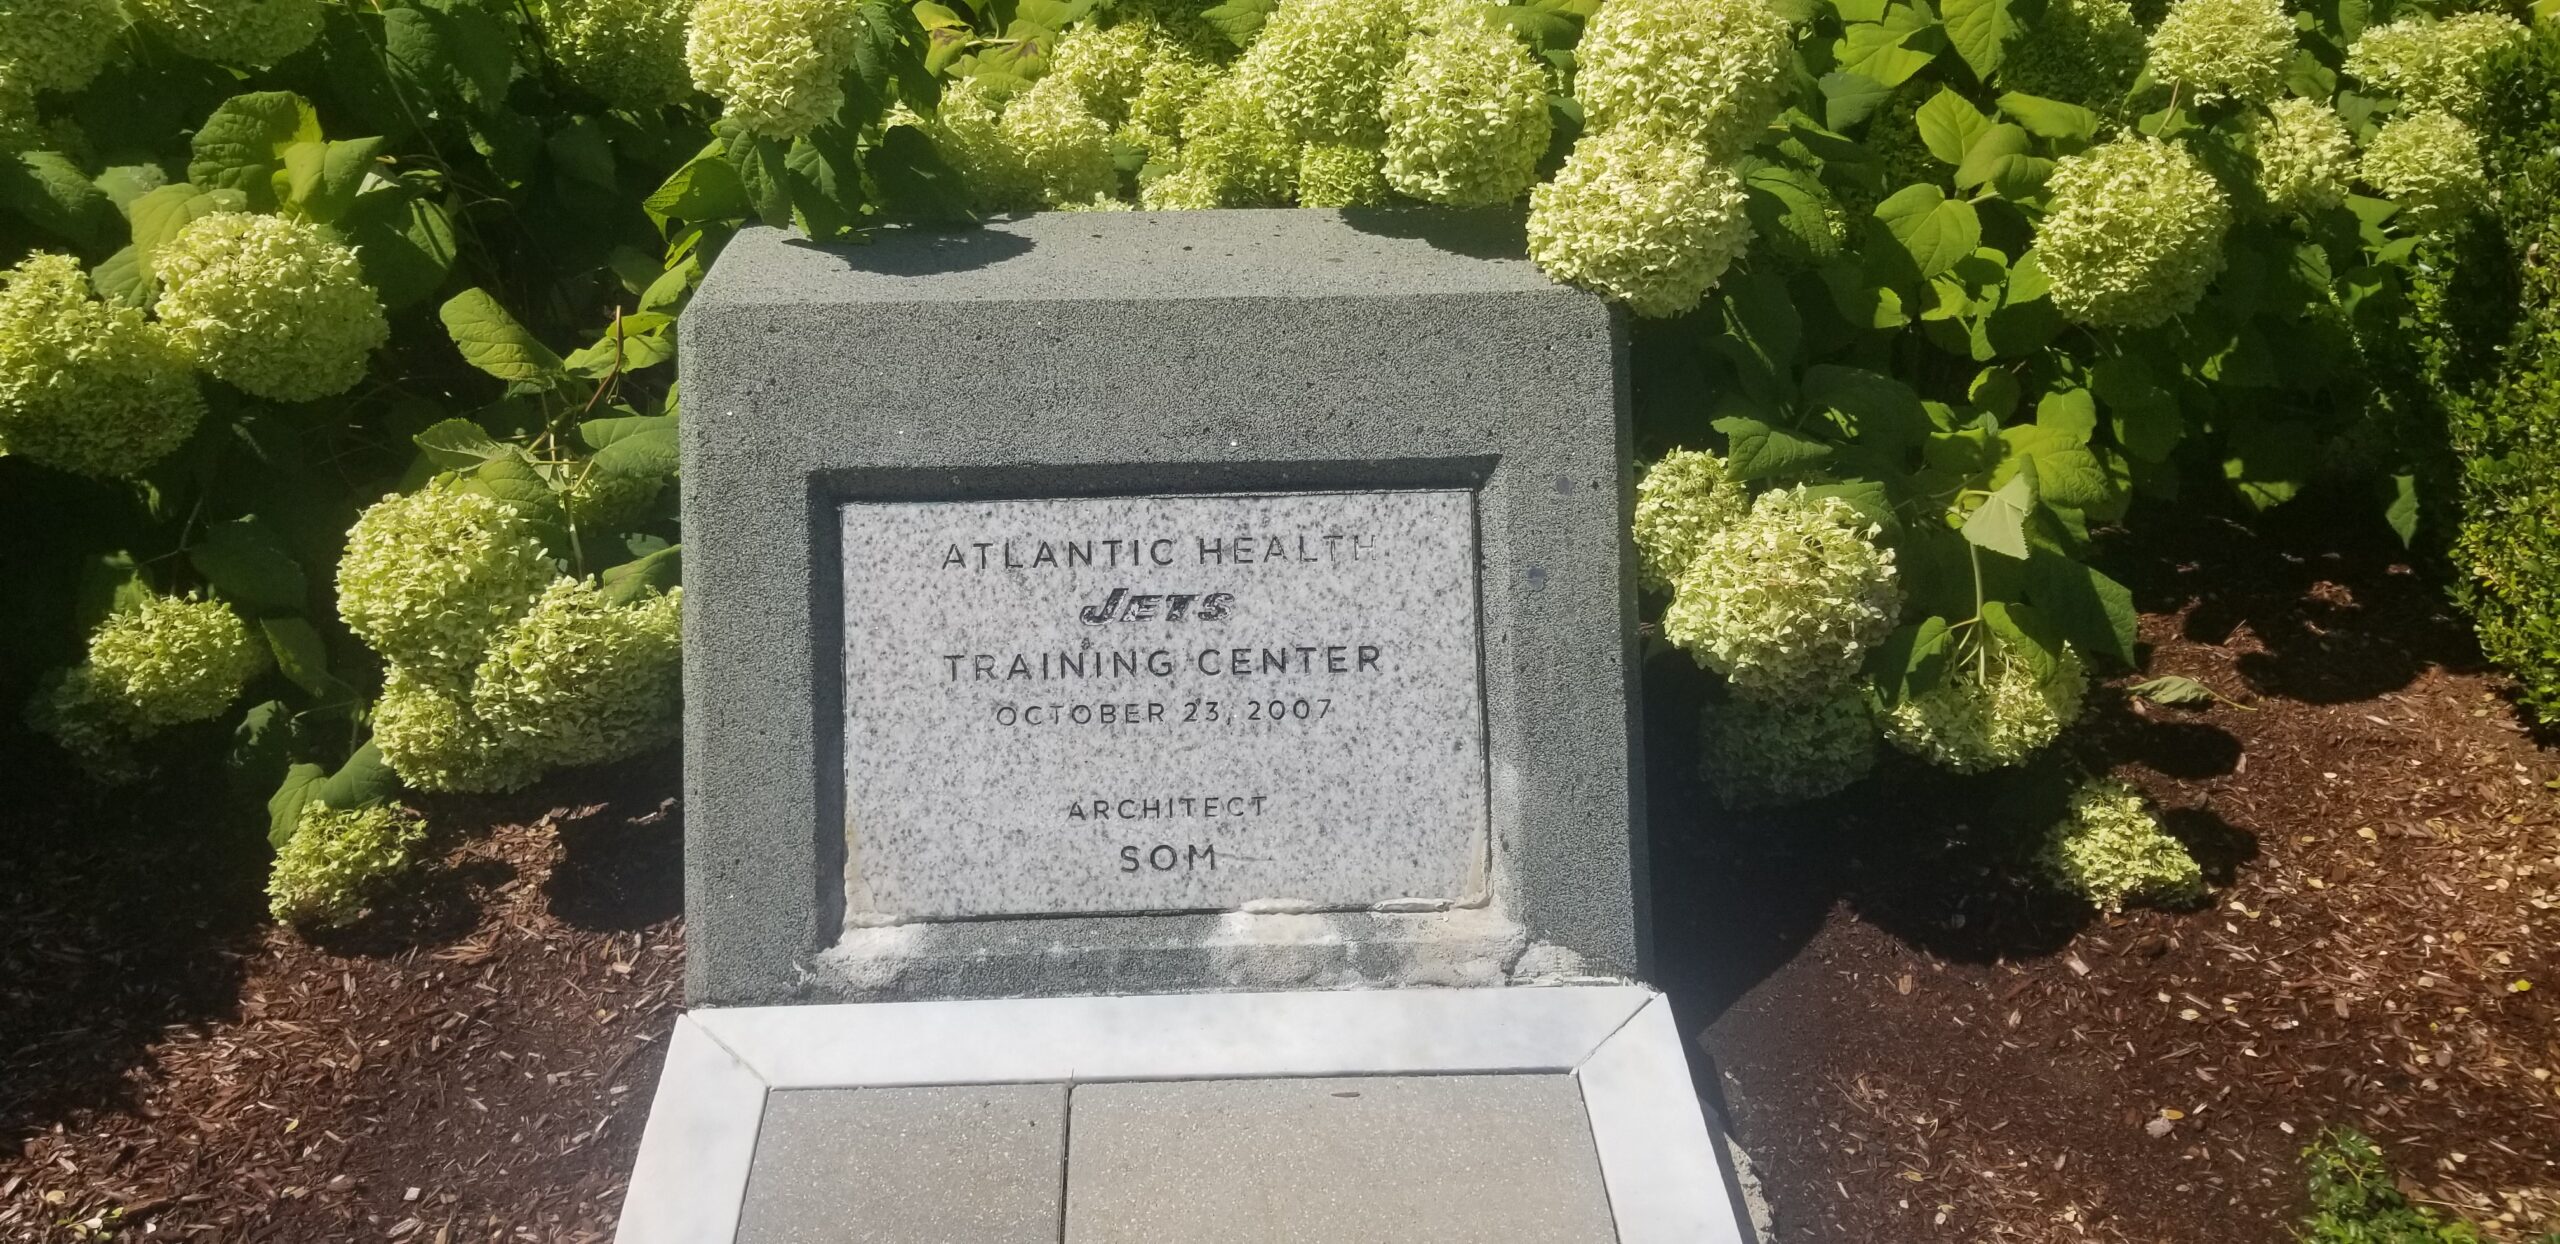 ATLANTIC HEALTH
JETS
TRAINING CENTER
OCTOBER 23, 2007
ARCHITECT
SOM